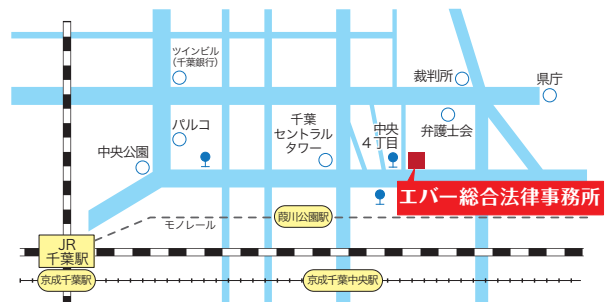 ツインビル
(千葉銀行)
裁判所
県庁
パルコ
千葉
セントラル
タワー
中央
4丁目
弁護士会
中央公園
エバー総合法律事務所
葭川公園駅
モノレール
JR
千葉駅
京成千葉駅
京成千葉中央駅